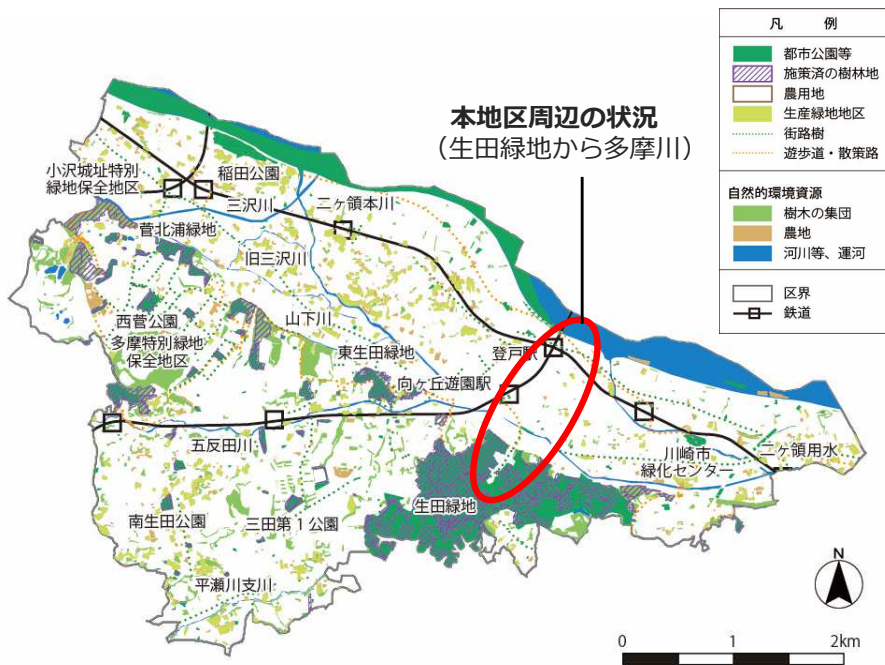 凡 例
都市公園等
施策済の樹林地
農用地
生産緑地地区
街路樹
遊歩道・散策路
自然的環境資源
樹木の集団
農地
河川等、運河
区界
鉄道
本地区周辺の状況
（生田緑地から多摩川）
小沢城址特別
緑地保全地区
稲田公園
三沢川
二ヶ領本川
菅北浦緑地
旧三沢川
西菅公園
多摩特別緑地
保全地区
山下川
東生田緑地
登戸駅
向ヶ丘遊園駅
五反田川
川崎市
緑化センター
二ヶ領用水
生田緑地
南生田公園
三田第1公園
平瀬川支川
N
0 1 2km